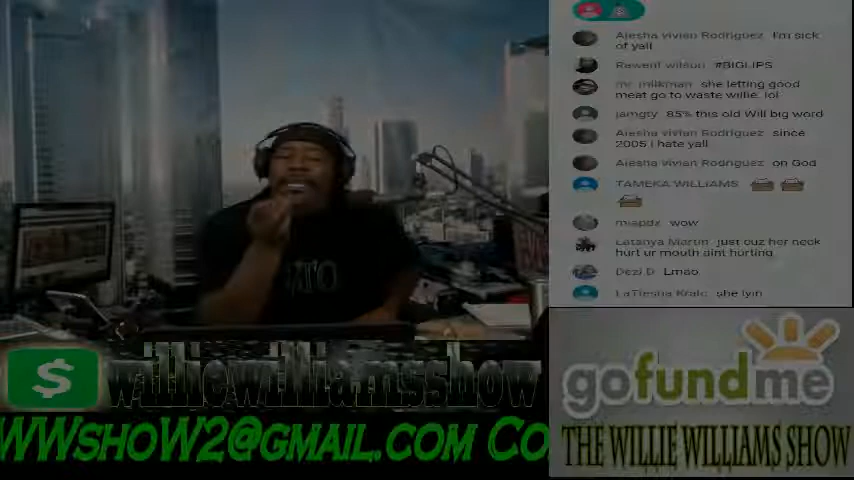 Aiesha vivian Rodriguez I'm sick
of yall
Rawenl wilson #BIGLIPS
mr. milkman she letting good
meat go to waste willie. lol
jamgty 85% this old Will big word
Aiesha vivian Rodriguez since
2005 i hate yall
Aiesha vivian Rodriguez on God
TAMEKA WILLIAMS
wow
Latanya Martin just cuz her neck
hurt ur mouth aint hurting
Dezi D Lmao
she lyin
$ williewilliamsshow
WWshoW2@GMAIL.COM Co
gofundme
THE WILLIE WILLIAMS SHOW